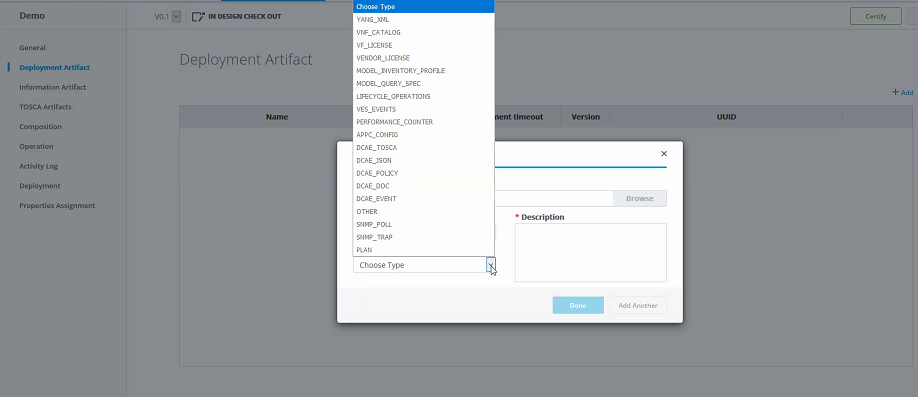 Demo
V0.1
IN DESIGN CHECK OUT
Certify
General
Deployment Artifact
Information Artifact
TOSCA Artifacts
Composition
Operation
Activity Log
Deployment
Properties Assignment
Deployment Artifact
+ Add
Name
timeout
Version
UUID
Choose Type
YANG_XML
VNF_CATALOG
VF_LICENSE
VENDOR_LICENSE
MODEL_INVENTORY_PROFILE
MODEL_QUERY_SPEC
LIFECYCLE_OPERATIONS
VES_EVENTS
PERFORMANCE_COUNTER
APPC_CONFIG
DCAE_TOSCA
DCAE_JSON
DCAE_POLICY
DCAE_DOC
DCAE_EVENT
OTHER
SNMP_POLL
SNMP_TRAP
PLAN
Choose Type
Browse
* Description
Done
Add Another